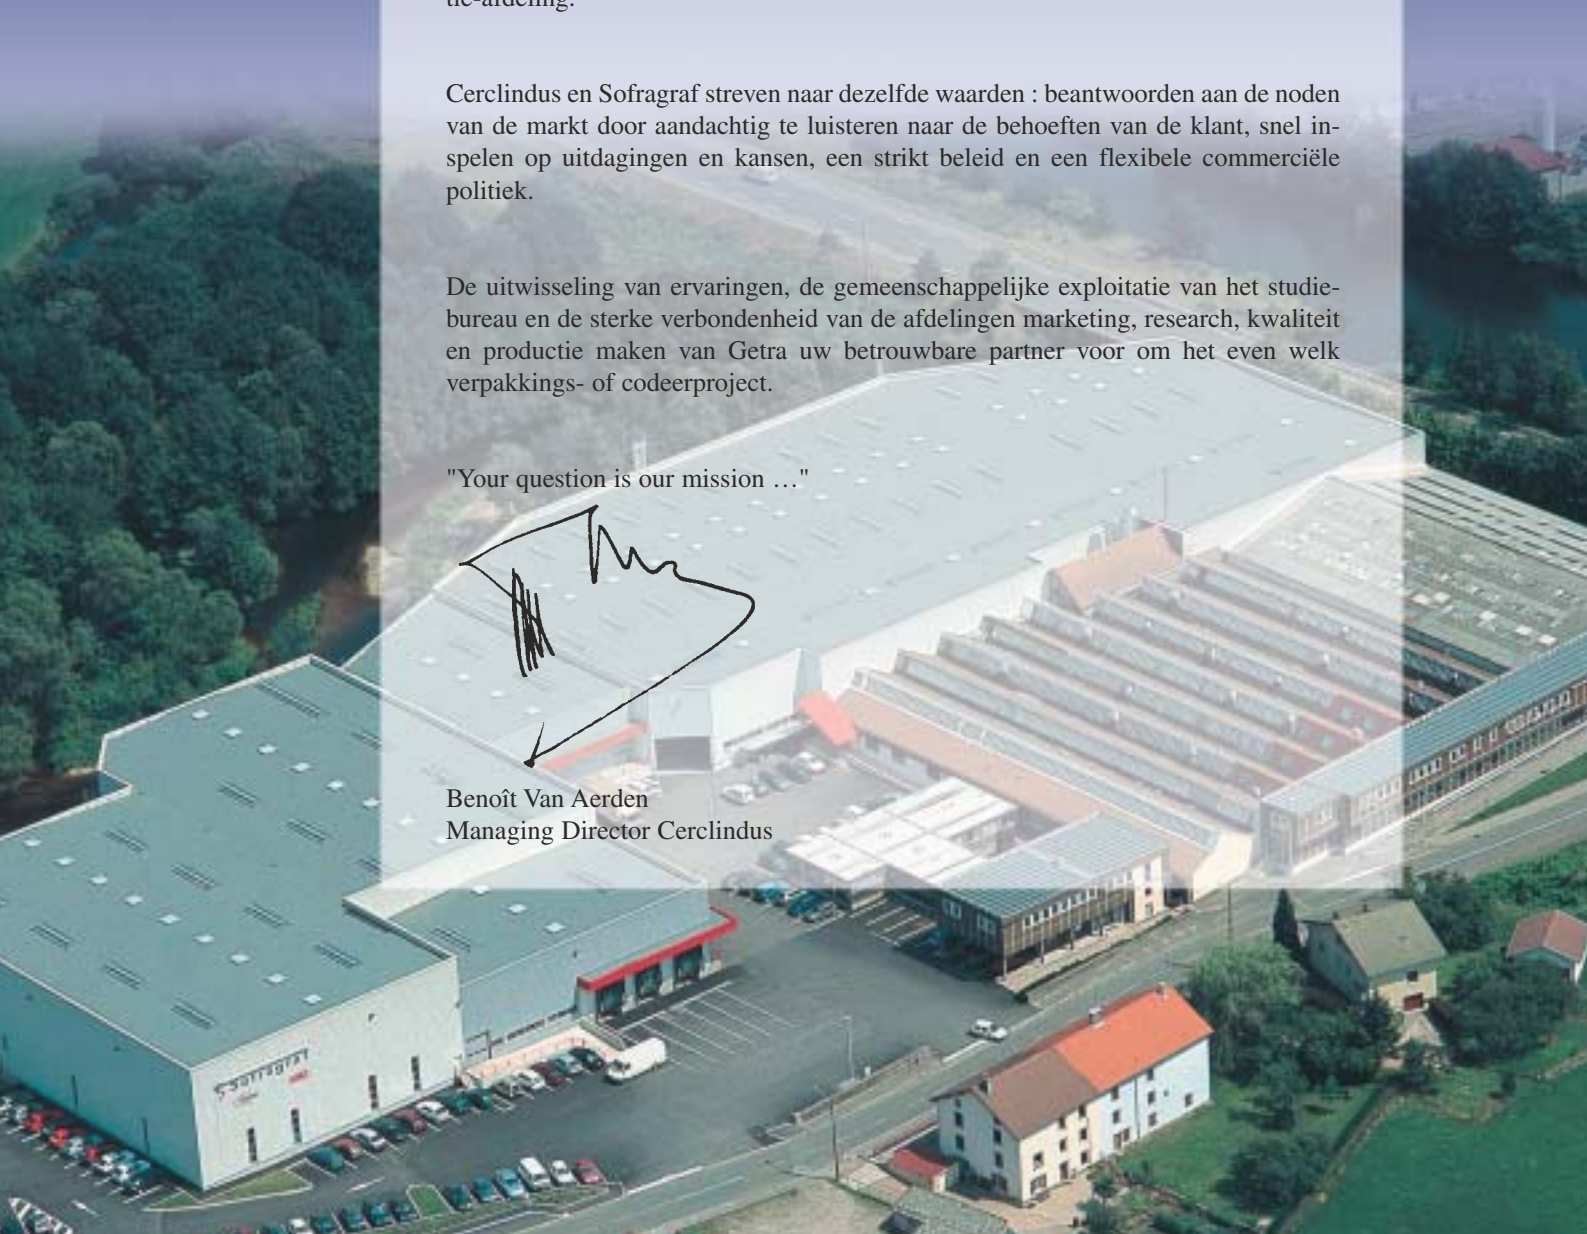 tie-afdeling.
Cerclindus en Sofragraf streven naar dezelfde waarden : beantwoorden aan de noden
van de markt door aandachtig te luisteren naar de behoeften van de klant, snel in-
spelen op uitdagingen en kansen, een strikt beleid en een flexibele commerciële
politiek.
De uitwisseling van ervaringen, de gemeenschappelijke exploitatie van het studie-
bureau en de sterke verbondenheid van de afdelingen marketing, research, kwaliteit
en productie maken van Getra uw betrouwbare partner voor om het even welk
verpakkings- of codeerproject.
"Your question is our mission …"
Benoît Van Aerden
Managing Director Cerclindus
Sofragraf